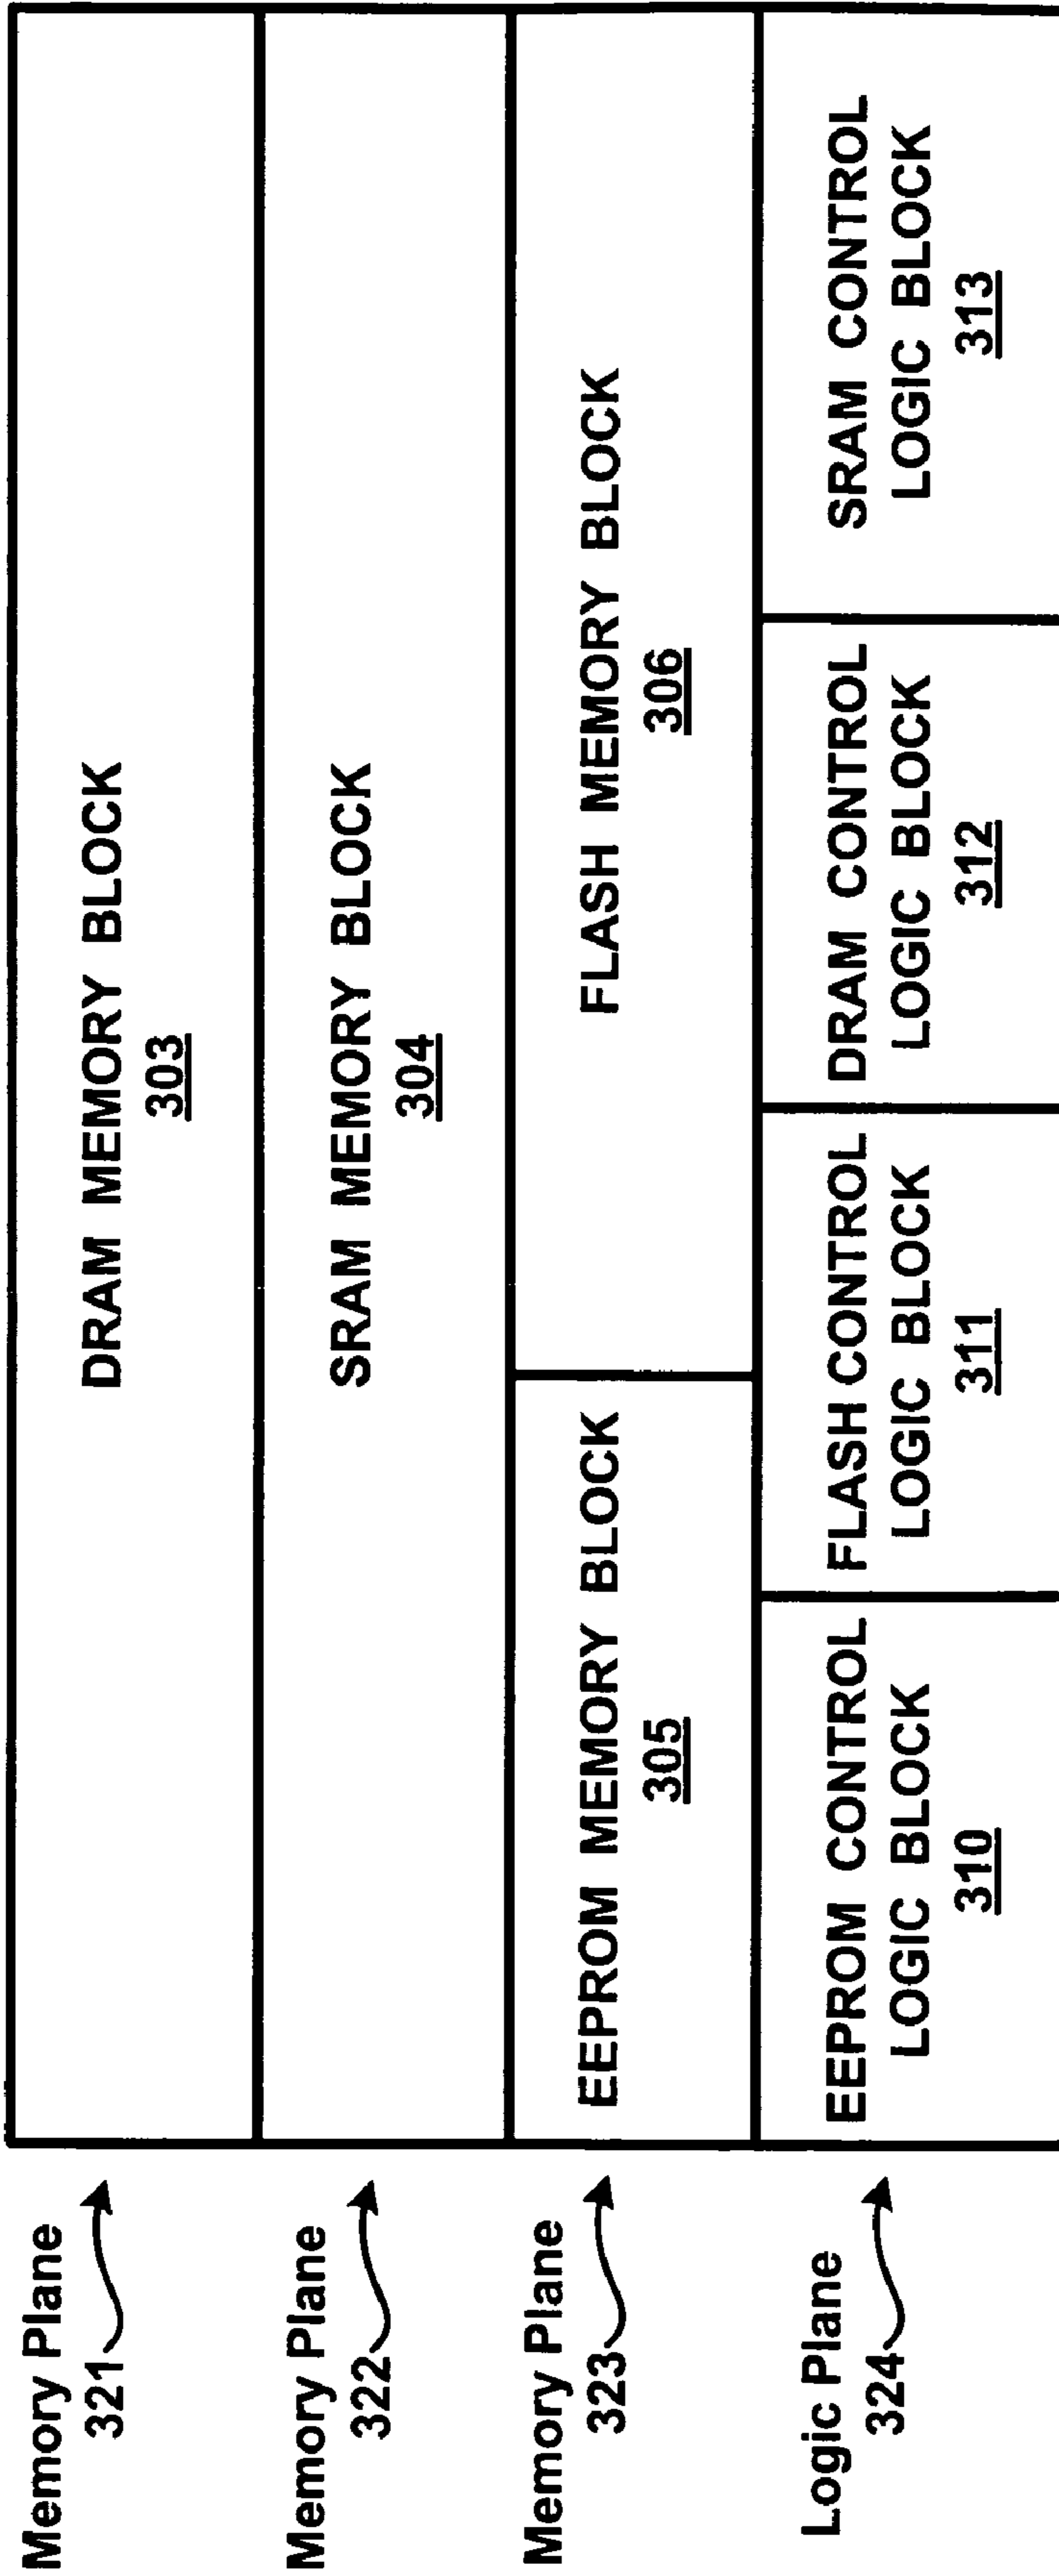 Memory Plane
321
DRAM MEMORY BLOCK
303
Memory Plane
322
SRAM MEMORY BLOCK
304
Memory Plane
323
EEPROM MEMORY BLOCK
305
FLASH MEMORY BLOCK
306
Logic Plane
324
EEPROM CONTROL
LOGIC BLOCK
310
FLASH CONTROL
LOGIC BLOCK
311
DRAM CONTROL
LOGIC BLOCK
312
SRAM CONTROL
LOGIC BLOCK
313